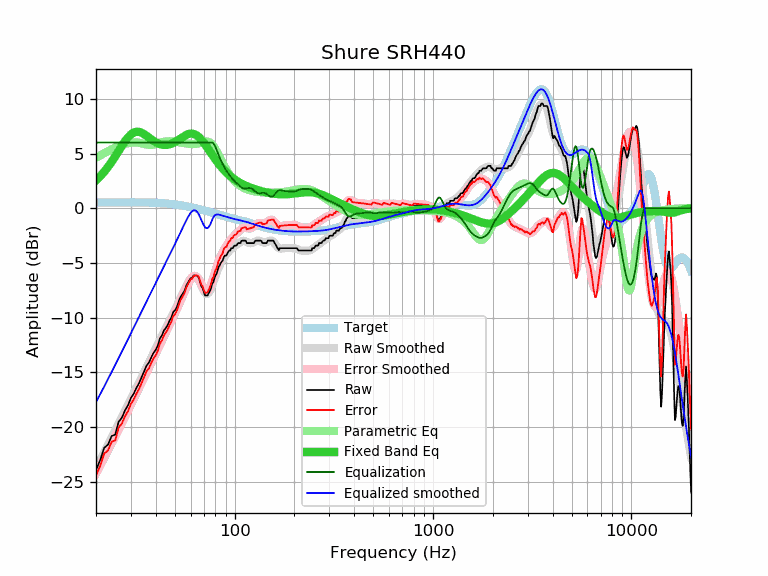 Shure SRH440
Amplitude (dBr)
10
5
0
−5
−10
−15
−20
−25
Target
Raw Smoothed
Error Smoothed
Raw
Error
Parametric Eq
Fixed Band Eq
Equalization
Equalized smoothed
100
1000
10000
Frequency (Hz)